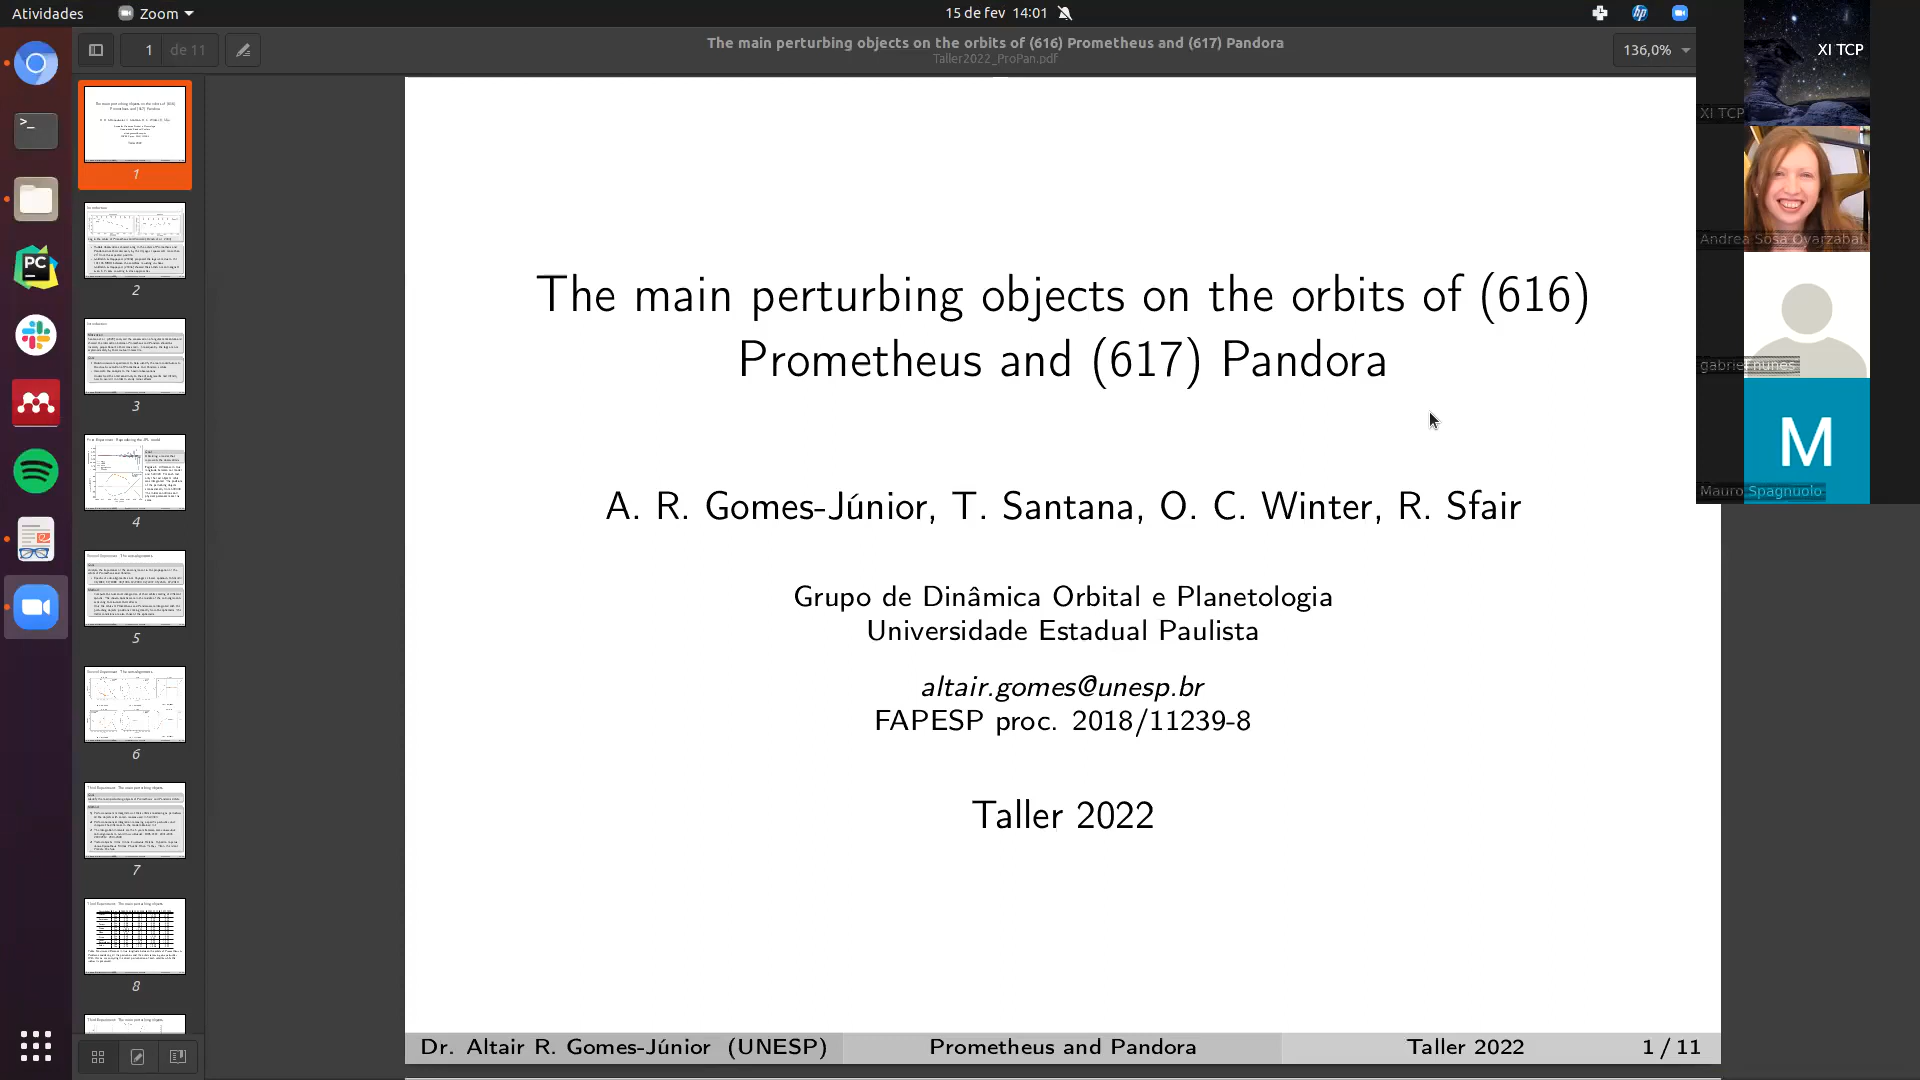 Atividades
Zoom
15 de fev 14:01
1
de 11
The main perturbing objects on the orbits of (616) Prometheus and (617) Pandora
Taller2022_ProPan.pdf
136,0%
XI TCP
XI TCP
Andrea Sosa Oyarzabal
gabriel nunes
M
Mauro Spagnuolo
The main perturbing objects on the orbits of (616)
Prometheus and (617) Pandora
A. R. Gomes-Júnior, T. Santana, O. C. Winter, R. Sfair
Grupo de Dinâmica Orbital e Planetologia
Universidade Estadual Paulista
altair.gomes@unesp.br
FAPESP proc. 2018/11239-8
Taller 2022
Dr. Altair R. Gomes-Júnior (UNESP)
Prometheus and Pandora
Taller 2022
1 / 11
1
2
3
4
5
6
7
8
PC
hp